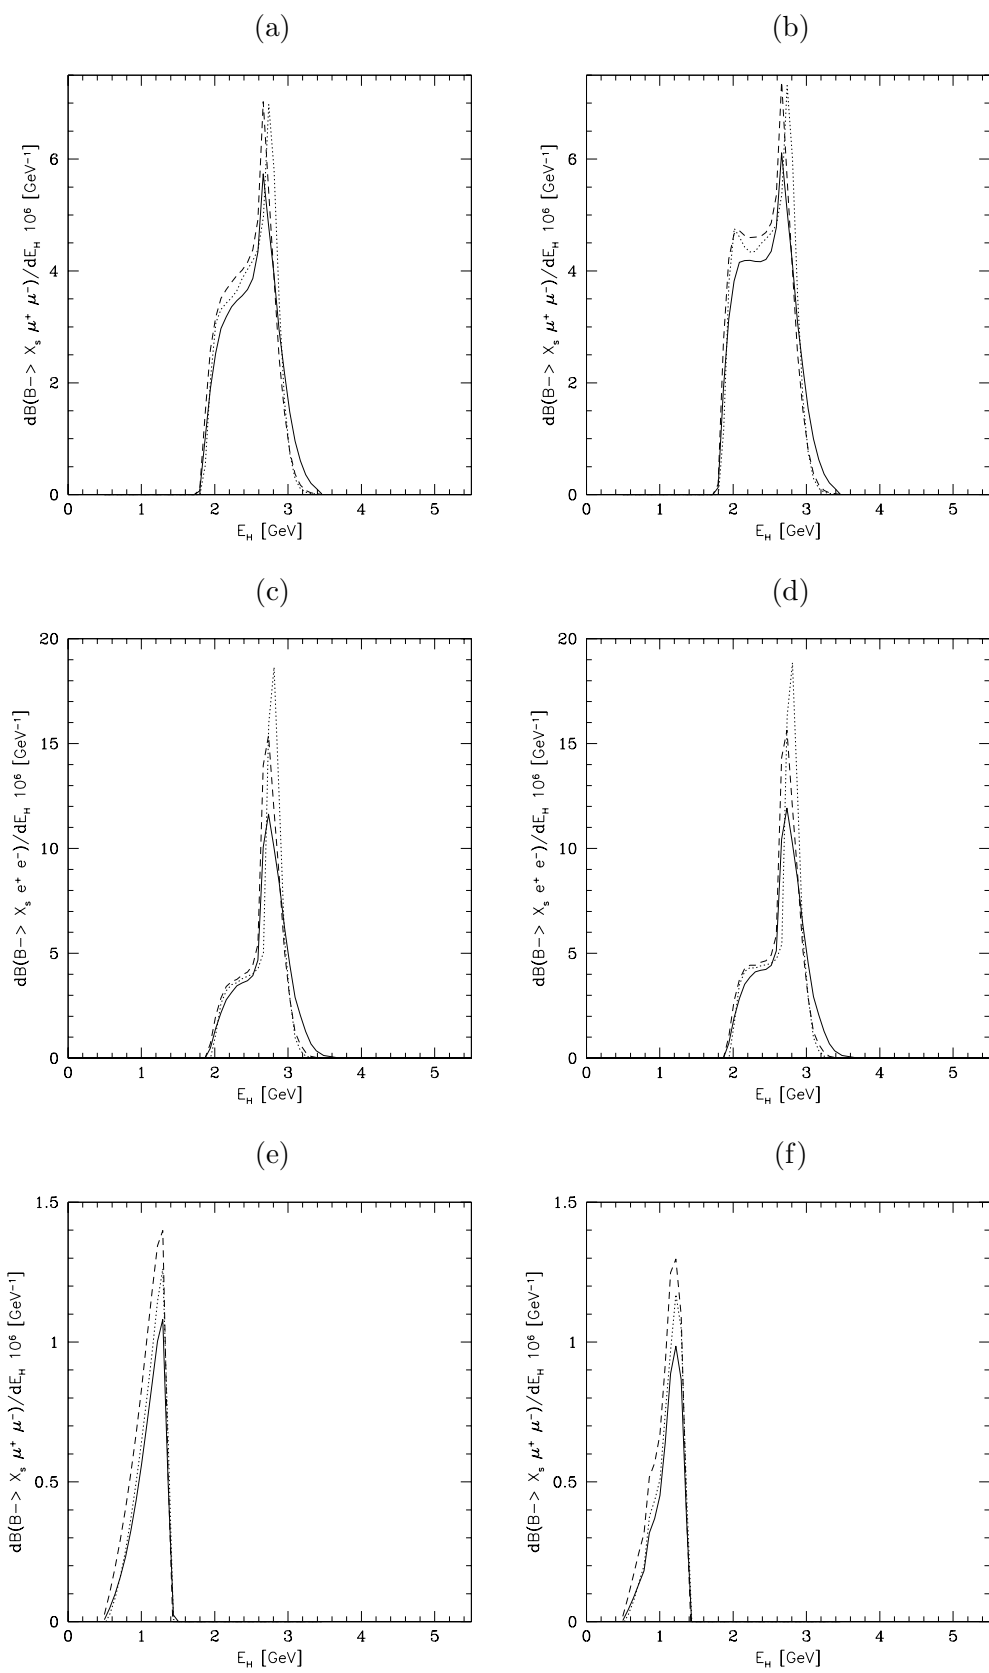 (a)
(b)
dB(B−> X_s μ⁺ μ⁻)/dE_H 10⁶ [GeV⁻¹]
6
4
2
0
0 1 2 3 4 5
E_H [GeV]
dB(B−> X_s μ⁺ μ⁻)/dE_H 10⁶ [GeV⁻¹]
6
4
2
0
0 1 2 3 4 5
E_H [GeV]
(c)
(d)
dB(B−> X_s e⁺ e⁻)/dE_H 10⁶ [GeV⁻¹]
20
15
10
5
0
0 1 2 3 4 5
E_H [GeV]
dB(B−> X_s e⁺ e⁻)/dE_H 10⁶ [GeV⁻¹]
20
15
10
5
0
0 1 2 3 4 5
E_H [GeV]
(e)
(f)
dB(B−> X_s μ⁺ μ⁻)/dE_H 10⁶ [GeV⁻¹]
1.5
1
0.5
0
0 1 2 3 4 5
E_H [GeV]
dB(B−> X_s μ⁺ μ⁻)/dE_H 10⁶ [GeV⁻¹]
1.5
1
0.5
0
0 1 2 3 4 5
E_H [GeV]